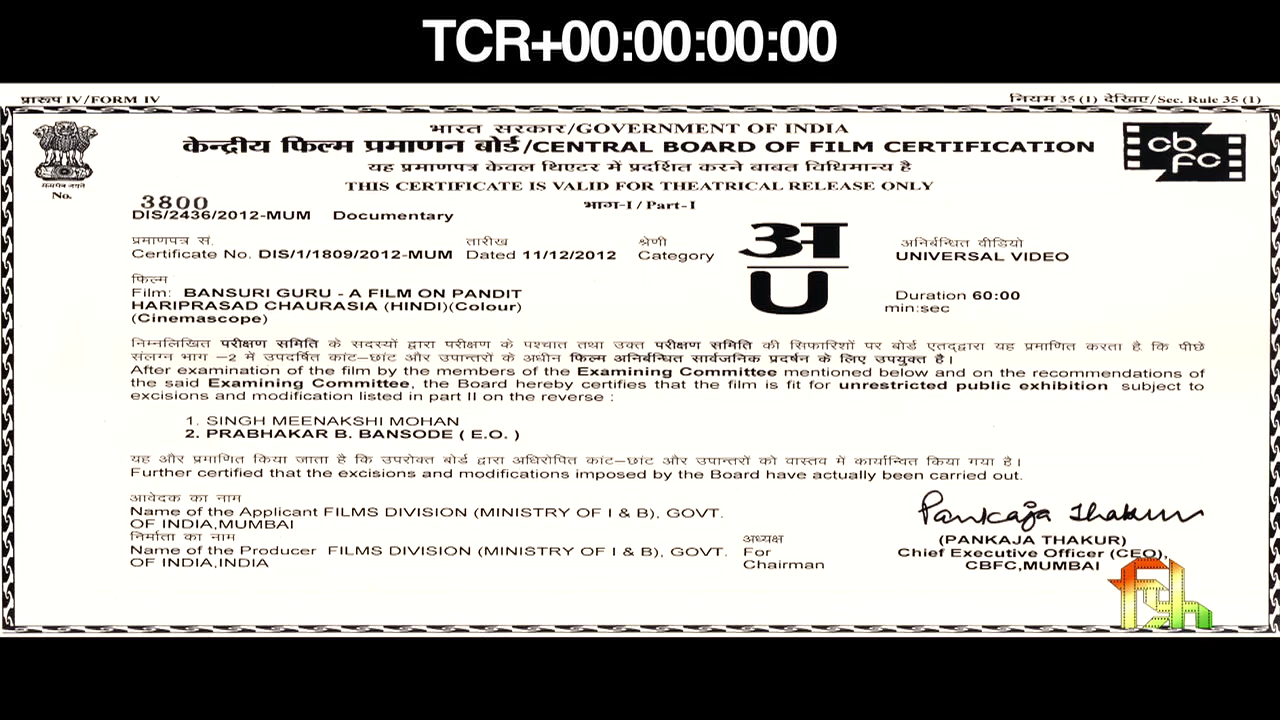 TCR+00:00:00:00
प्रारूप IV/FORM IV
नियम 35 (1) देखिए/Sec. Rule 35 (1)
भारत सरकार/GOVERNMENT OF INDIA
केन्द्रीय फिल्म प्रमाणन बोर्ड/CENTRAL BOARD OF FILM CERTIFICATION
cb
fc
यह प्रमाणपत्र केवल थिएटर में प्रदर्शित करने बाबत विधिमान्य है
THIS CERTIFICATE IS VALID FOR THEATRICAL RELEASE ONLY
सत्यमेव जयते
No.
3800
भाग-I / Part-I
DIS/2436/2012-MUM Documentary
प्रमाणपत्र सं. तारीख श्रेणी
Certificate No. DIS/1/1809/2012-MUM Dated 11/12/2012 Category
अ
U
अनिर्बन्धित वीडियो
UNIVERSAL VIDEO
फिल्म
Film: BANSURI GURU - A FILM ON PANDIT
HARIPRASAD CHAURASIA (HINDI)(Colour)
(Cinemascope)
Duration 60:00
min:sec
निम्नलिखित परीक्षण समिति के सदस्यों द्वारा परीक्षण के पश्चात तथा उक्त परीक्षण समिति की सिफारिशों पर बोर्ड एतद्द्वारा यह प्रमाणित करता है कि पीछे
संलग्न भाग -2 में उपदर्षित कांट-छांट और उपान्तरों के अधीन फिल्म अनिर्बन्धित सार्वजनिक प्रदर्षन के लिए उपयुक्त है।
After examination of the film by the members of the Examining Committee mentioned below and on the recommendations of
the said Examining Committee, the Board hereby certifies that the film is fit for unrestricted public exhibition subject to
excisions and modification listed in part II on the reverse :
1. SINGH MEENAKSHI MOHAN
2. PRABHAKAR B. BANSODE ( E.O. )
यह और प्रमाणित किया जाता है कि उपरोक्त बोर्ड द्वारा अधिरोपित कांट-छांट और उपान्तरों को वास्तव में कार्यान्वित किया गया है।
Further certified that the excisions and modifications imposed by the Board have actually been carried out.
आवेदक का नाम
Name of the Applicant FILMS DIVISION (MINISTRY OF I & B), GOVT.
OF INDIA,MUMBAI
निर्माता का नाम
Name of the Producer FILMS DIVISION (MINISTRY OF I & B), GOVT.
OF INDIA,INDIA
अध्यक्ष
For
Chairman
Pankaja Thakur
(PANKAJA THAKUR)
Chief Executive Officer (CEO),
CBFC,MUMBAI